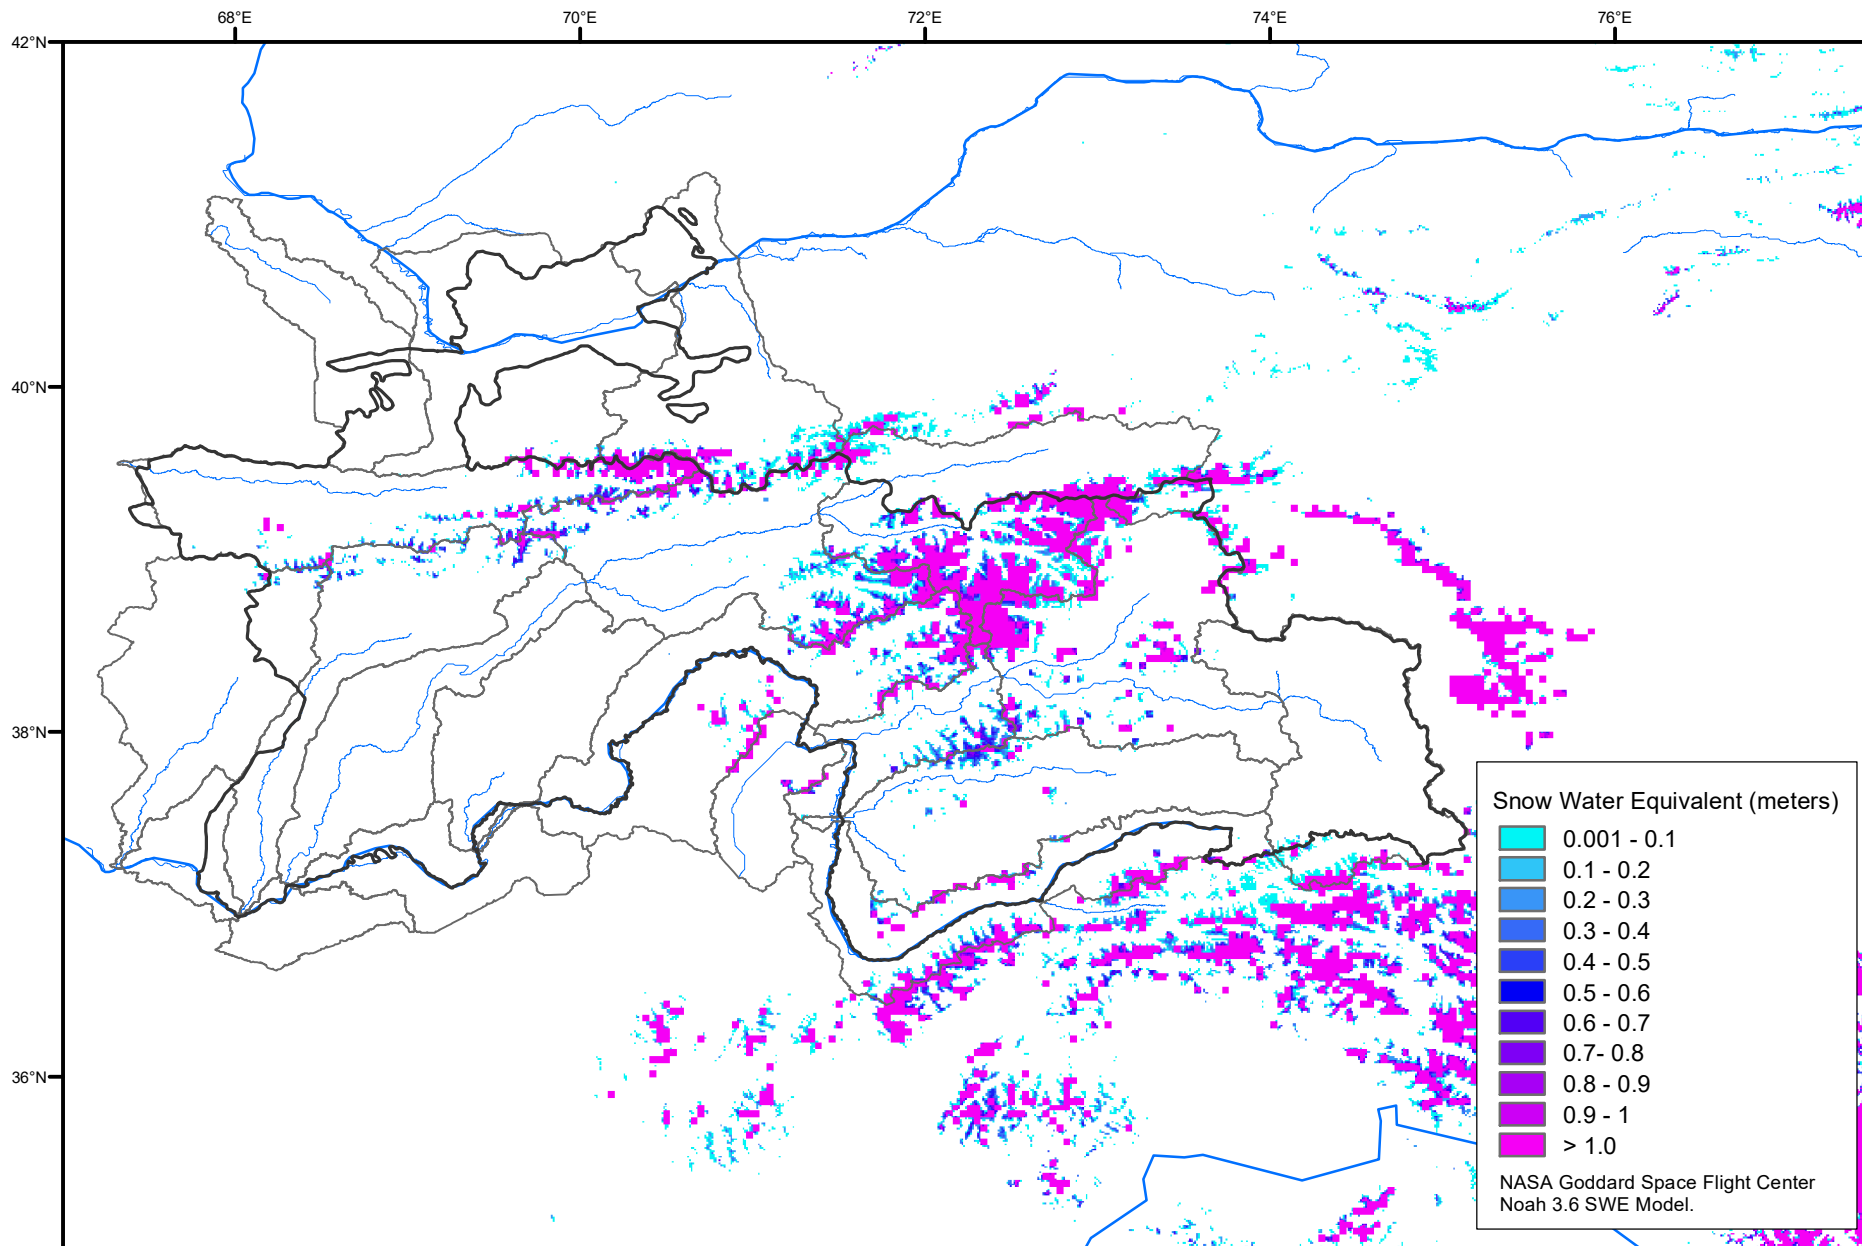 68°E 70°E 72°E 74°E 76°E
42°N
40°N
38°N
36°N
Snow Water Equivalent (meters)
0.001 - 0.1
0.1 - 0.2
0.2 - 0.3
0.3 - 0.4
0.4 - 0.5
0.5 - 0.6
0.6 - 0.7
0.7- 0.8
0.8 - 0.9
0.9 - 1
> 1.0
NASA Goddard Space Flight Center
Noah 3.6 SWE Model.